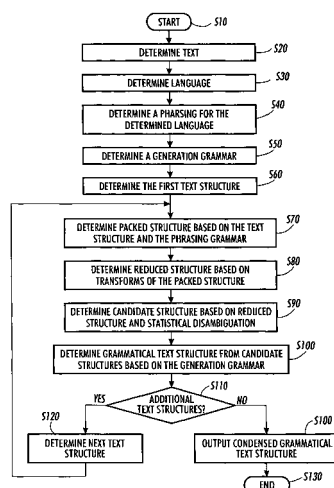 START
S10
DETERMINE TEXT
S20
DETERMINE LANGUAGE
S30
DETERMINE A PHARSING FOR THE
DETERMINED LANGUAGE
S40
DETERMINE A GENERATION GRAMMAR
S50
DETERMINE THE FIRST TEXT STRUCTURE
S60
DETERMINE PACKED STRUCTURE BASED ON THE TEXT
STRUCTURE AND THE PHRASING GRAMMAR
S70
DETERMINE REDUCED STRUCTURE BASED ON
TRANSFORMS OF THE PACKED STRUCTURE
S80
DETERMINE CANDIDATE STRUCTURE BASED ON REDUCED
STRUCTURE AND STATISTICAL DISAMBIGUATION
S90
DETERMINE GRAMMATICAL TEXT STRUCTURE FROM CANDIDATE
STRUCTURES BASED ON THE GENERATION GRAMMAR
S100
S110
ADDITIONAL
TEXT STRUCTURES?
YES
NO
S120
DETERMINE NEXT TEXT
STRUCTURE
S100
OUTPUT CONDENSED GRAMMATICAL
TEXT STRUCTURE
END
S130